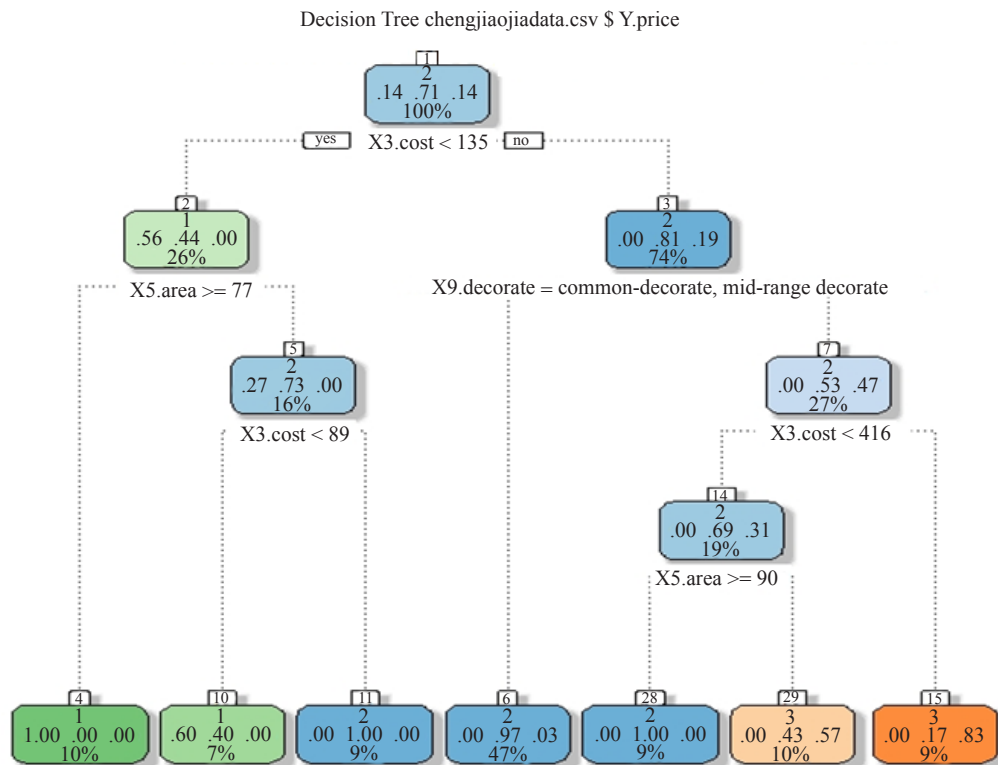 Decision Tree chengjiaojiadata.csv $ Y.price
1
2
.14 .71 .14
100%
yes X3.cost < 135 no
2
1
.56 .44 .00
26%
3
2
.00 .81 .19
74%
X5.area >= 77
X9.decorate = common-decorate, mid-range decorate
5
2
.27 .73 .00
16%
7
2
.00 .53 .47
27%
X3.cost < 89
X3.cost < 416
14
2
.00 .69 .31
19%
X5.area >= 90
4
1
1.00 .00 .00
10%
10
1
.60 .40 .00
7%
11
2
.00 1.00 .00
9%
6
2
.00 .97 .03
47%
28
2
.00 1.00 .00
9%
29
3
.00 .43 .57
10%
15
3
.00 .17 .83
9%